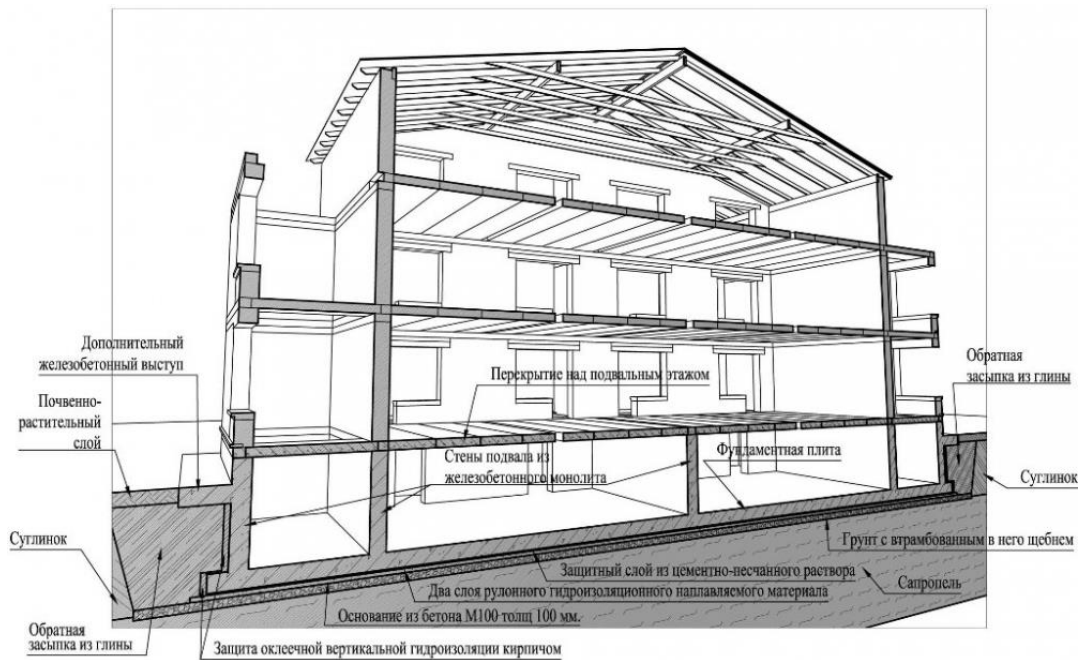 Дополнительный
железобетонный выступ
Почвенно-
растительный
слой
Суглинок
Обратная
засыпка из глины
Перекрытие над подвальным этажом
Стены подвала из
железобетонного монолита
Фундаментная плита
Обратная
засыпка из глины
Суглинок
Грунт с втрамбованным в него щебнем
Сапропель
Защитный слой из цементно-песчанного раствора
Два слоя рулонного гидроизоляционного наплавляемого материала
Основание из бетона М100 толщ 100 мм.
Защита оклеечной вертикальной гидроизоляции кирпичом